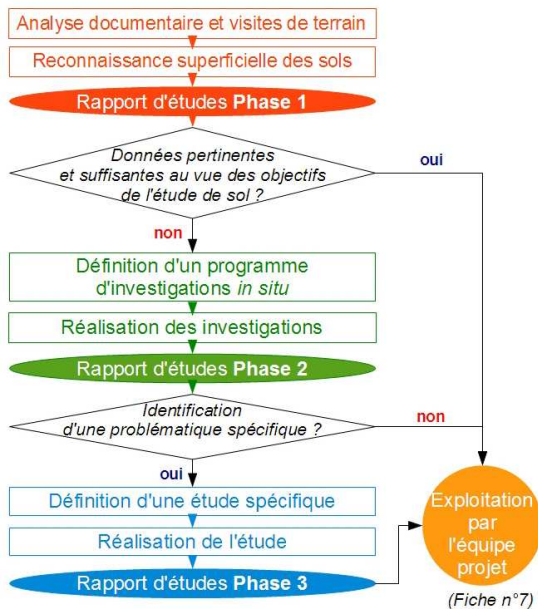 Analyse documentaire et visites de terrain
Reconnaissance superficielle des sols
Rapport d'études Phase 1
Données pertinentes
et suffisantes au vue des objectifs
de l'étude de sol ?
oui
non
Définition d'un programme
d'investigations in situ
Réalisation des investigations
Rapport d'études Phase 2
Identification
d'une problématique spécifique ?
non
oui
Définition d'une étude spécifique
Réalisation de l'étude
Rapport d'études Phase 3
Exploitation
par
l'équipe
projet
(Fiche n°7)